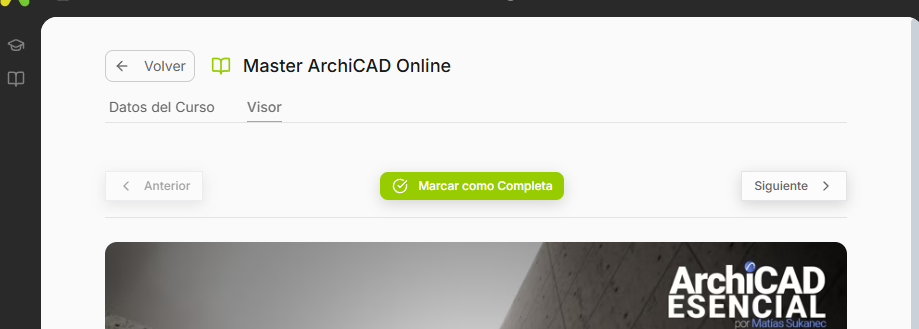 Volver
Master ArchiCAD Online
Datos del Curso
Visor
Anterior
Marcar como Completa
Siguiente
ArchiCAD
ESENCIAL
por Matías Sukanec